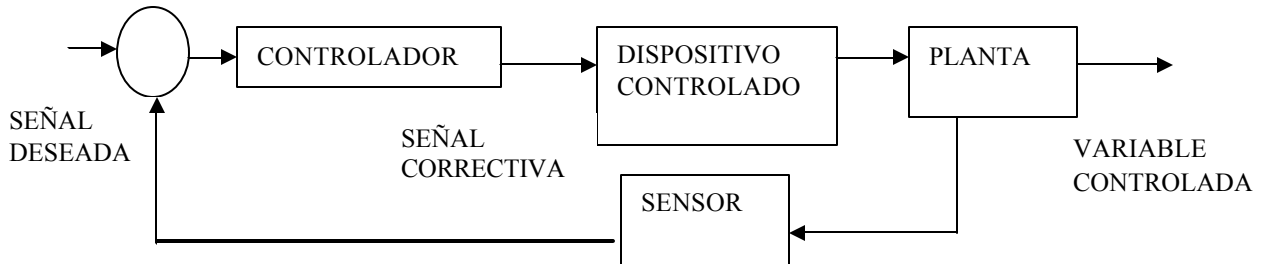 CONTROLADOR
DISPOSITIVO
CONTROLADO
PLANTA
SEÑAL
DESEADA
SEÑAL
CORRECTIVA
VARIABLE
CONTROLADA
SENSOR